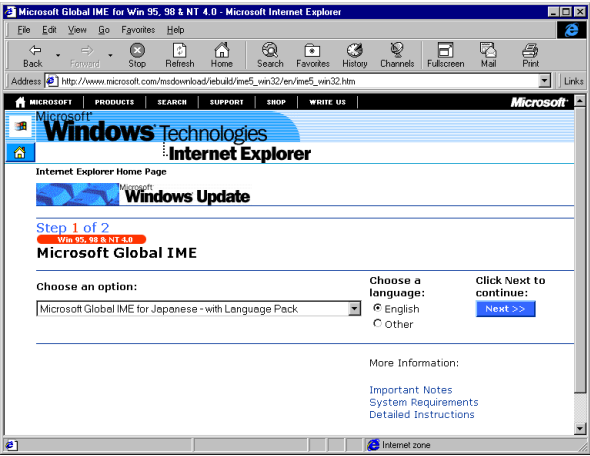 Microsoft Global IME for Win 95, 98 & NT 4.0 - Microsoft Internet Explorer
File Edit View Go Favorites Help
Back Forward Stop Refresh Home Search Favorites History Channels Fullscreen Mail Print
Address http://www.microsoft.com/msdownload/iebuild/ime5_win32/en/ime5_win32.htm Links
MICROSOFT PRODUCTS SEARCH SUPPORT SHOP WRITE US Microsoft
Microsoft
Windows Technologies
Internet Explorer
Internet Explorer Home Page
Microsoft
Windows Update
Step 1 of 2
Win 95, 98 & NT 4.0
Microsoft Global IME
Choose an option:
Microsoft Global IME for Japanese - with Language Pack
Choose a
language:
English
Other
Click Next to
continue:
Next >>
More Information:
Important Notes
System Requirements
Detailed Instructions
Internet zone